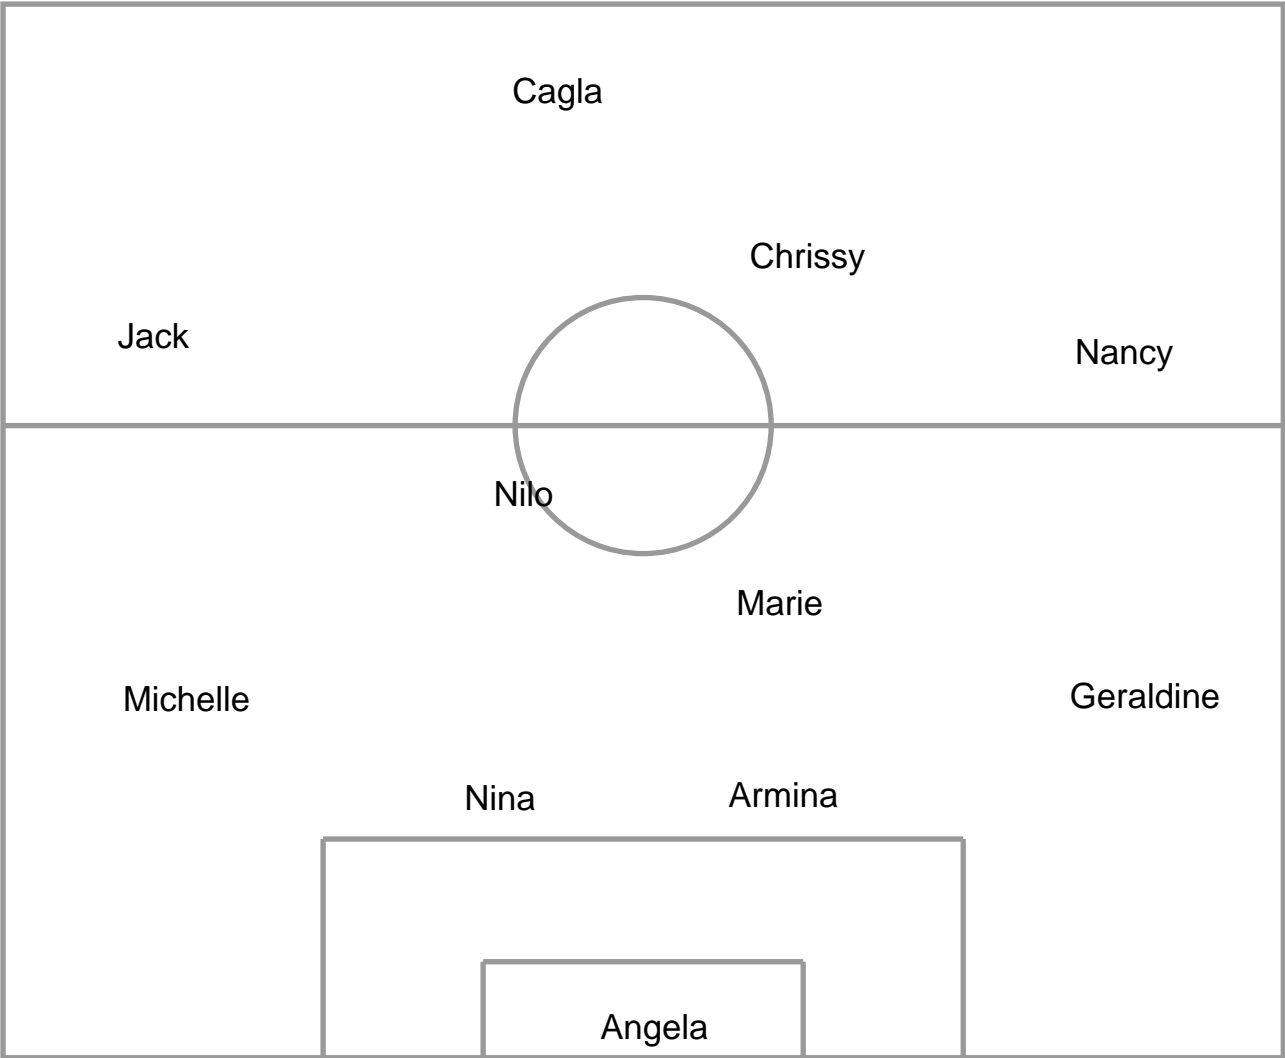 Cagla
Chrissy
Jack
Nancy
Nilo
Marie
Michelle
Geraldine
Nina
Armina
Angela